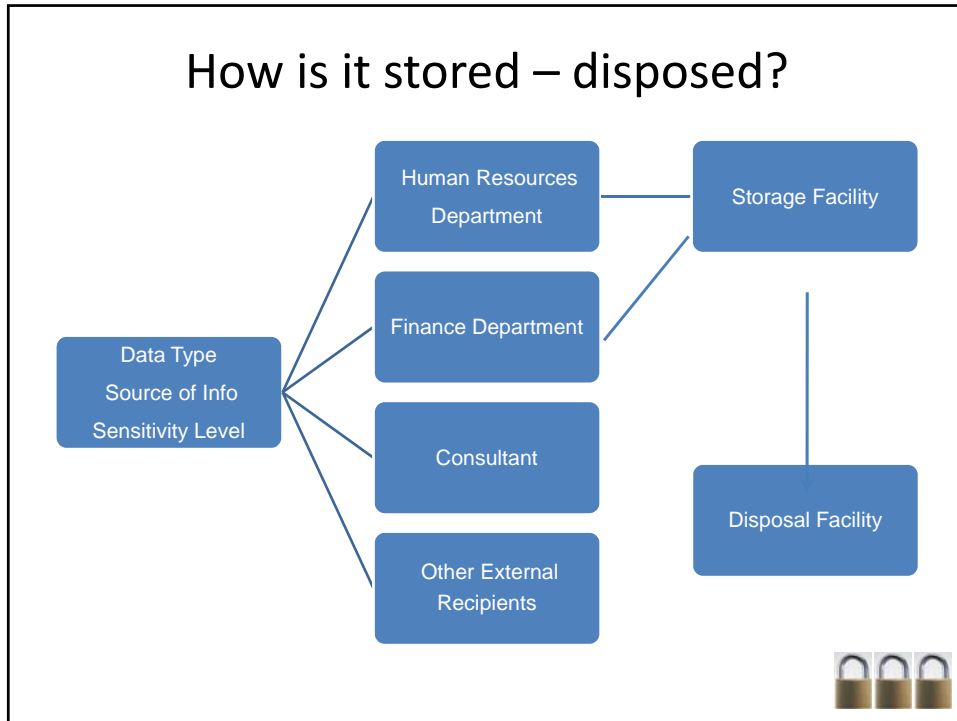 How is it stored – disposed?
Human Resources
Department
Storage Facility
Finance Department
Data Type
Source of Info
Sensitivity Level
Consultant
Disposal Facility
Other External
Recipients